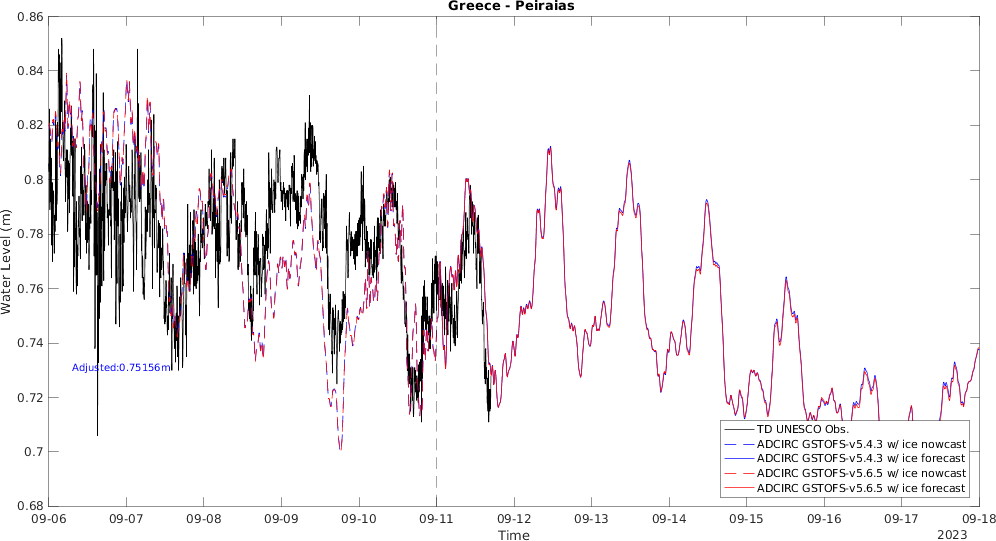 Greece - Peiraias
0.86
0.84
0.82
0.8
0.78
0.76
0.74
0.72
0.7
0.68
Water Level (m)
Adjusted:0.75156m
TD UNESCO Obs.
ADCIRC GSTOFS-v5.4.3 w/ ice nowcast
ADCIRC GSTOFS-v5.4.3 w/ ice forecast
ADCIRC GSTOFS-v5.6.5 w/ ice nowcast
ADCIRC GSTOFS-v5.6.5 w/ ice forecast
09-06 09-07 09-08 09-09 09-10 09-11 09-12 09-13 09-14 09-15 09-16 09-17 09-18
Time
2023